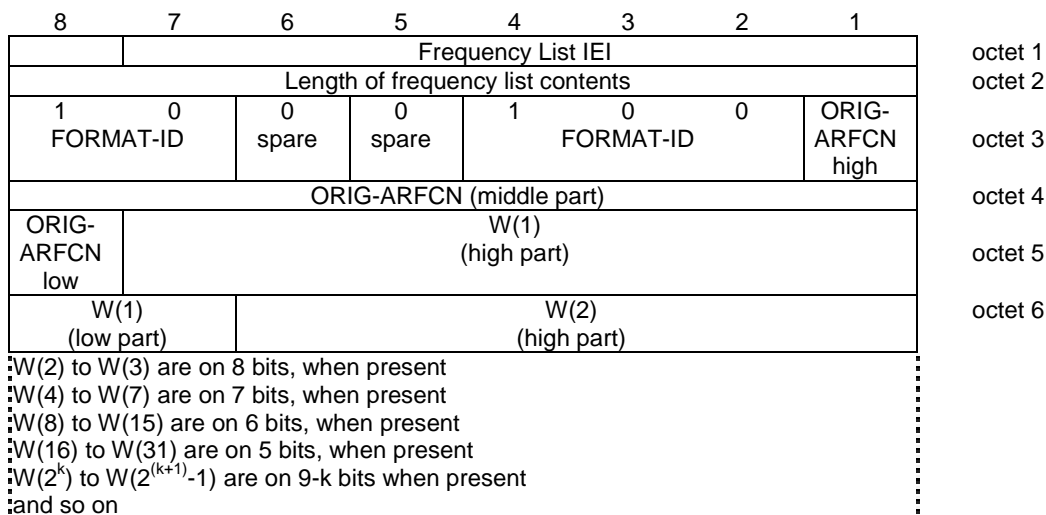 8 7 6 5 4 3 2 1
Frequency List IEI octet 1
Length of frequency list contents octet 2
1 0 0 0 1 0 0 ORIG-
FORMAT-ID spare spare FORMAT-ID ARFCN octet 3
high
ORIG-ARFCN (middle part) octet 4
ORIG- W(1)
ARFCN (high part) octet 5
low
W(1) W(2) octet 6
(low part) (high part)
W(2) to W(3) are on 8 bits, when present
W(4) to W(7) are on 7 bits, when present
W(8) to W(15) are on 6 bits, when present
W(16) to W(31) are on 5 bits, when present
W(2^k) to W(2^(k+1)-1) are on 9-k bits when present
and so on